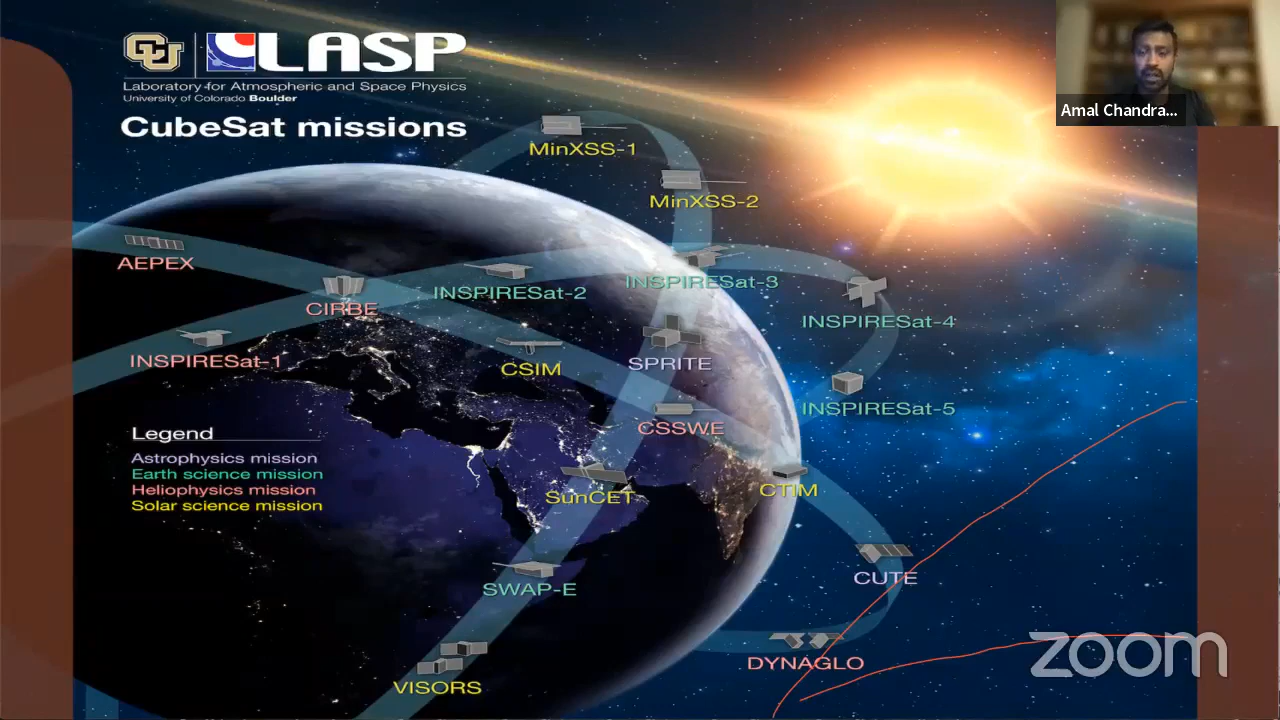 CU LASP
Laboratory for Atmospheric and Space Physics
University of Colorado Boulder
CubeSat missions
Amal Chandra...
MinXSS-1
MinXSS-2
AEPEX
CIRBE
INSPIRESat-2
INSPIRESat-3
INSPIRESat-4
INSPIRESat-1
CSIM
SPRITE
INSPIRESat-5
CSSWE
Legend
Astrophysics mission
Earth science mission
Heliophysics mission
Solar science mission
SunCET
CTIM
CUTE
SWAP-E
DYNAGLO
VISORS
zoom